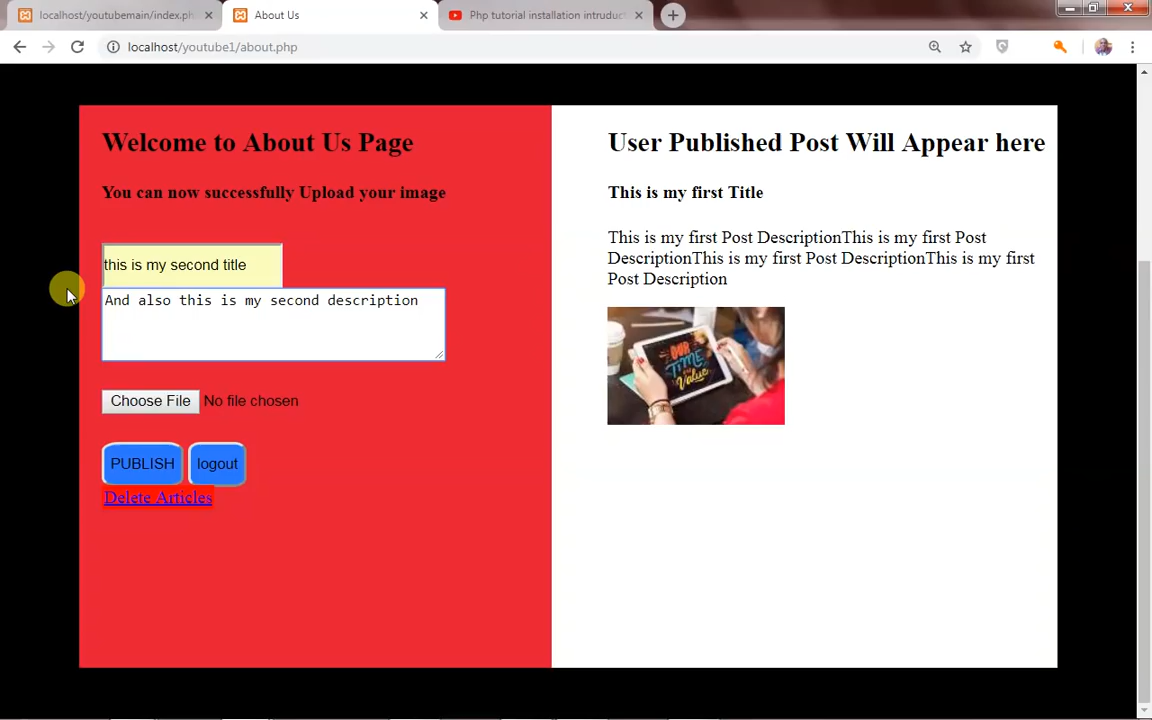 localhost/youtubemain/index.ph
About Us
Php tutorial installation intruduct
localhost/youtube1/about.php
Welcome to About Us Page
You can now successfully Upload your image
this is my second title
And also this is my second description
Choose File No file chosen
PUBLISH logout
Delete Articles
User Published Post Will Appear here
This is my first Title
This is my first Post DescriptionThis is my first Post
DescriptionThis is my first Post DescriptionThis is my first
Post Description
OUR
TIME
Value